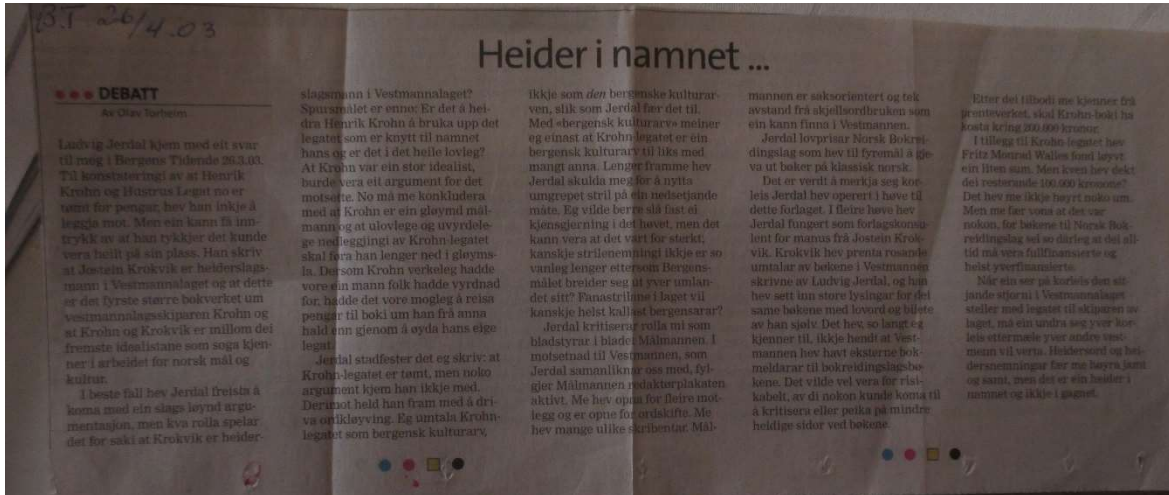 B.T 26/4.03
Heider i namnet ...
DEBATT
Av Olav Torheim
Ludvig Jerdal kjem med eit svar
til meg i Bergens Tidende 26.3.03.
Til konstateringi av at Henrik
Krohn og Hustrus Legat no er
tømt for pengar, hev han inkje å
leggja mot. Men ein kann få inn-
trykk av at han tykkjer det kunde
vera heilt på sin plass. Han skriv
at Jostein Krokvik er heiderslags-
mann i Vestmannalaget og at dette
er det fyrste større bokverket um
vestmannalagsskiparen Krohn og
at Krohn og Krokvik er millom dei
fremste idealistane som soga kjen-
ner i arbeidet for norsk mål og
kultur.
I beste fall hev Jerdal freista å
koma med ein slags løynd argu-
mentasjon, men kva rolla spelar
det for saki at Krokvik er heider-
slagsmann i Vestmannalaget?
Spursmålet er enno: Er det å hei-
dra Henrik Krohn å bruka upp det
legatet som er knytt til namnet
hans og er det i det heile lovleg?
At Krohn var ein stor idealist,
burde vera eit argument for det
motsette. No må me konkludera
med at Krohn er ein gløymd mål-
mann og at ulovlege og uvyrdele-
ge nedleggjingi av Krohn-legatet
skal føra han lenger ned i gløyms-
la. Dersom Krohn verkeleg hadde
vore ein mann folk hadde vyrdnad
for, hadde det vore mogleg å reisa
pengar til boki um han frå anna
hald enn gjenom å øyda hans eige
legat.
Jerdal stadfester det eg skriv: at
Krohn-legatet er tømt, men noko
argument kjem han ikkje med.
Derimot held han fram med å dri-
va ordkløyving. Eg umtala Krohn-
legatet som bergensk kulturarv,
ikkje som den bergenske kulturar-
ven, slik som Jerdal fær det til.
Med «bergensk kulturarv» meiner
eg einast at Krohn-legatet er ein
bergensk kulturarv til liks med
mangt anna. Lenger framme hev
Jerdal skulda meg for å nytta
umgrepet stril på ein nedsetjande
måte. Eg vilde berre slå fast ei
kjensgjerning i det høvet, men det
kann vera at det vart for sterkt,
kanskje strilenemningi ikkje er so
vanleg lenger ettersom Bergens-
målet breider seg ut yver umlan-
det sitt? Fanastrilane i laget vil
kanskje helst kallast bergensarar?
Jerdal kritiserar rolla mi som
bladstyrar i bladet Målmannen. I
motsetnad til Vestmannen, som
Jerdal samanliknar oss med, fyl-
gjer Målmannen redaktørplakaten
aktivt. Me hev opna for fleire mot-
legg og er opne for ordskifte. Me
hev mange ulike skribentar. Mål-
mannen er saksorientert og tek
avstand frå skjellsordbruken som
ein kann finna i Vestmannen.
Jerdal lovprisar Norsk Bokrei-
dingslag som hev til fyremål å gje-
va ut bøker på klassisk norsk.
Det er verdt å merkja seg kor-
leis Jerdal hev operert i høve til
dette forlaget. I fleire høve hev
Jerdal fungert som forlagskonsu-
lent for manus frå Jostein Krok-
vik. Krokvik hev prenta rosande
umtalar av bøkene i Vestmannen
skrivne av Ludvig Jerdal, og han
hev sett inn store lysingar for dei
same bøkene med lovord og bilete
av han sjølv. Det hev, so langt eg
kjenner til, ikkje hendt at Vest-
mannen hev havt eksterne bok-
meldarar til bokreidingslagsbø-
kene. Det vilde vel vera for risi-
kabelt, av di nokon kunde koma til
å kritisera eller peika på mindre
heldige sidor ved bøkene.
Etter dei tilbodi me kjenner frå
prenteverket, skal Krohn-boki ha
kosta kring 200.000 kronor.
I tillegg til Krohn-legatet hev
Fritz Monrad Walles fond løyvt
ein liten sum. Men kven hev dekt
dei resterande 100.000 kronone?
Det hev me ikkje høyrt noko um.
Men me fær vona at det var
nokon, for bøkene til Norsk Bok-
reidingslag sel so dårleg at dei all-
tid må vera fullfinansierte og
helst yverfinansierte.
Når ein ser på korleis den sit-
jande stjorni i Vestmannalaget
steller med legatet til skiparen av
laget, må ein undra seg yver kor-
leis ettermæle yver andre vest-
menn vil verta. Heidersord og hei-
dersnemningar fær me høyra jamt
og samt, men det er ein heider i
namnet og ikkje i gagnet.